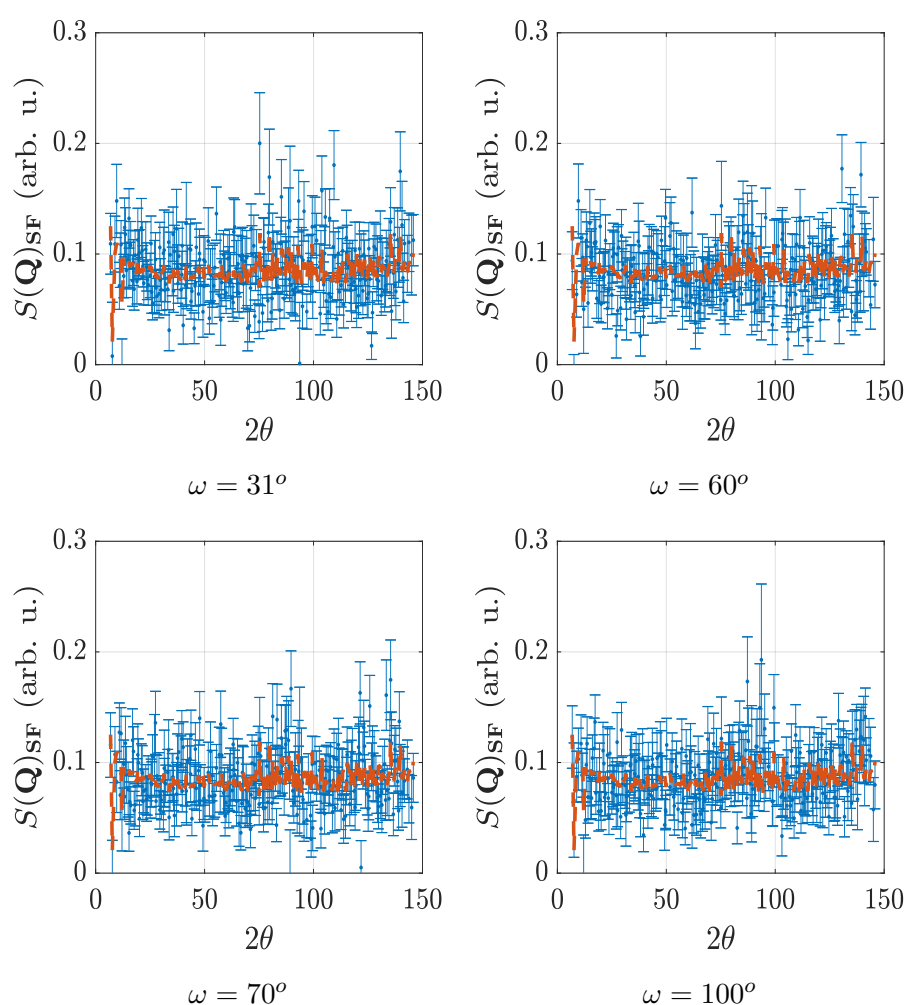 0.3
0.2
0.1
0
0 50 100 150
S(Q)SF (arb. u.)
2θ
ω = 31o
0.3
0.2
0.1
0
0 50 100 150
S(Q)SF (arb. u.)
2θ
ω = 60o
0.3
0.2
0.1
0
0 50 100 150
S(Q)SF (arb. u.)
2θ
ω = 70o
0.3
0.2
0.1
0
0 50 100 150
S(Q)SF (arb. u.)
2θ
ω = 100o